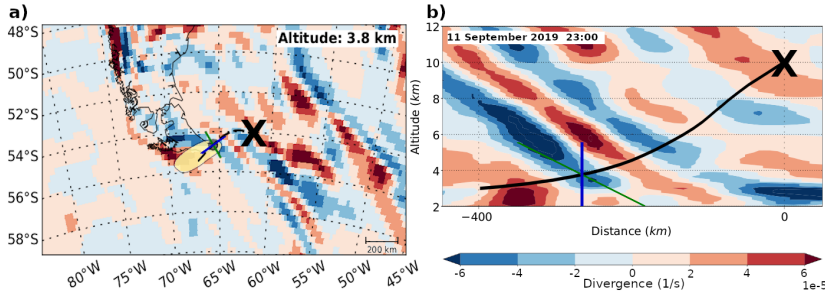 a)
Altitude: 3.8 km
48°S
50°S
52°S
54°S
56°S
58°S
80°W
75°W
70°W
65°W
60°W
55°W
50°W
45°W
200 km
X
b)
11 September 2019 23:00
X
12
10
8
6
4
2
Altitude (km)
−400
0
Distance (km)
-6
-4
-2
0
2
4
6
1e-5
Divergence (1/s)